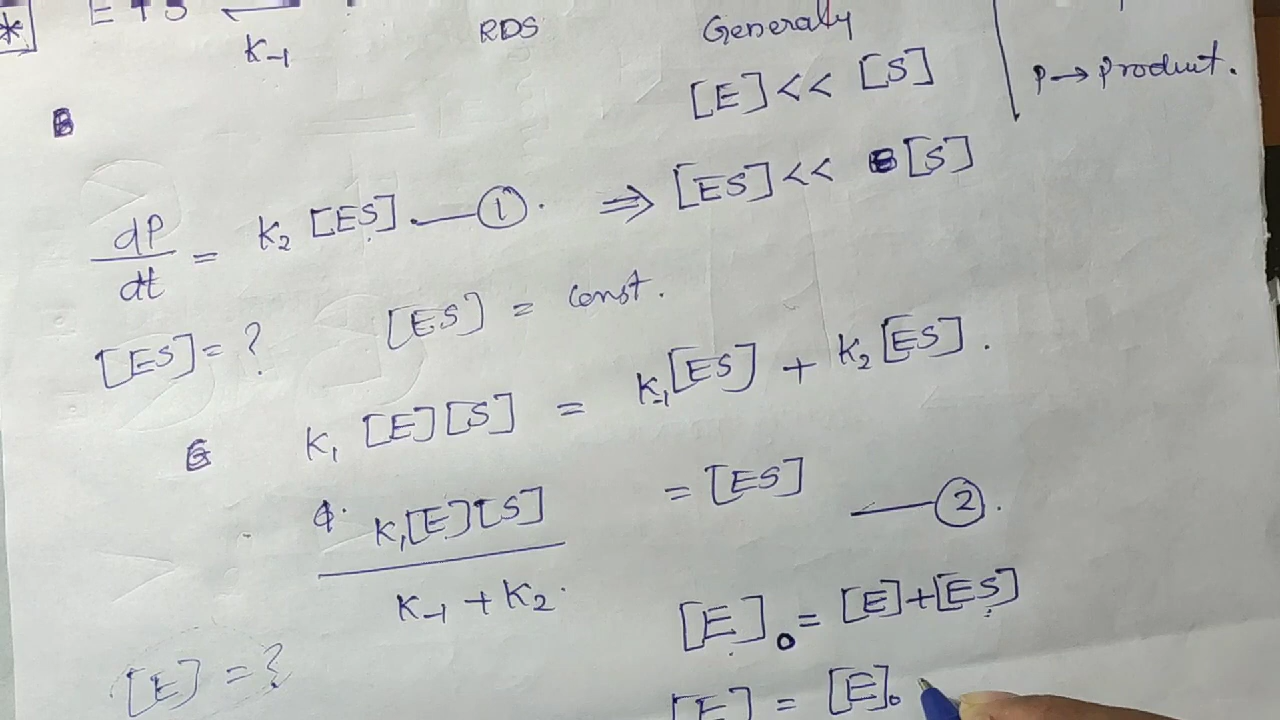 * E + S
K-1 RDS Generally
[E] << [S] P → Product.
dP/dt = K2 [ES]. — 1. ⇒ [ES] << [S]
[ES] = ? [ES] = const.
K1 [E][S] = K-1[ES] + K2[ES].
K1[E][S] / K-1 + K2. = [ES] — 2.
[E]0 = [E]+[ES]
[E] = ? [E] = [E]0